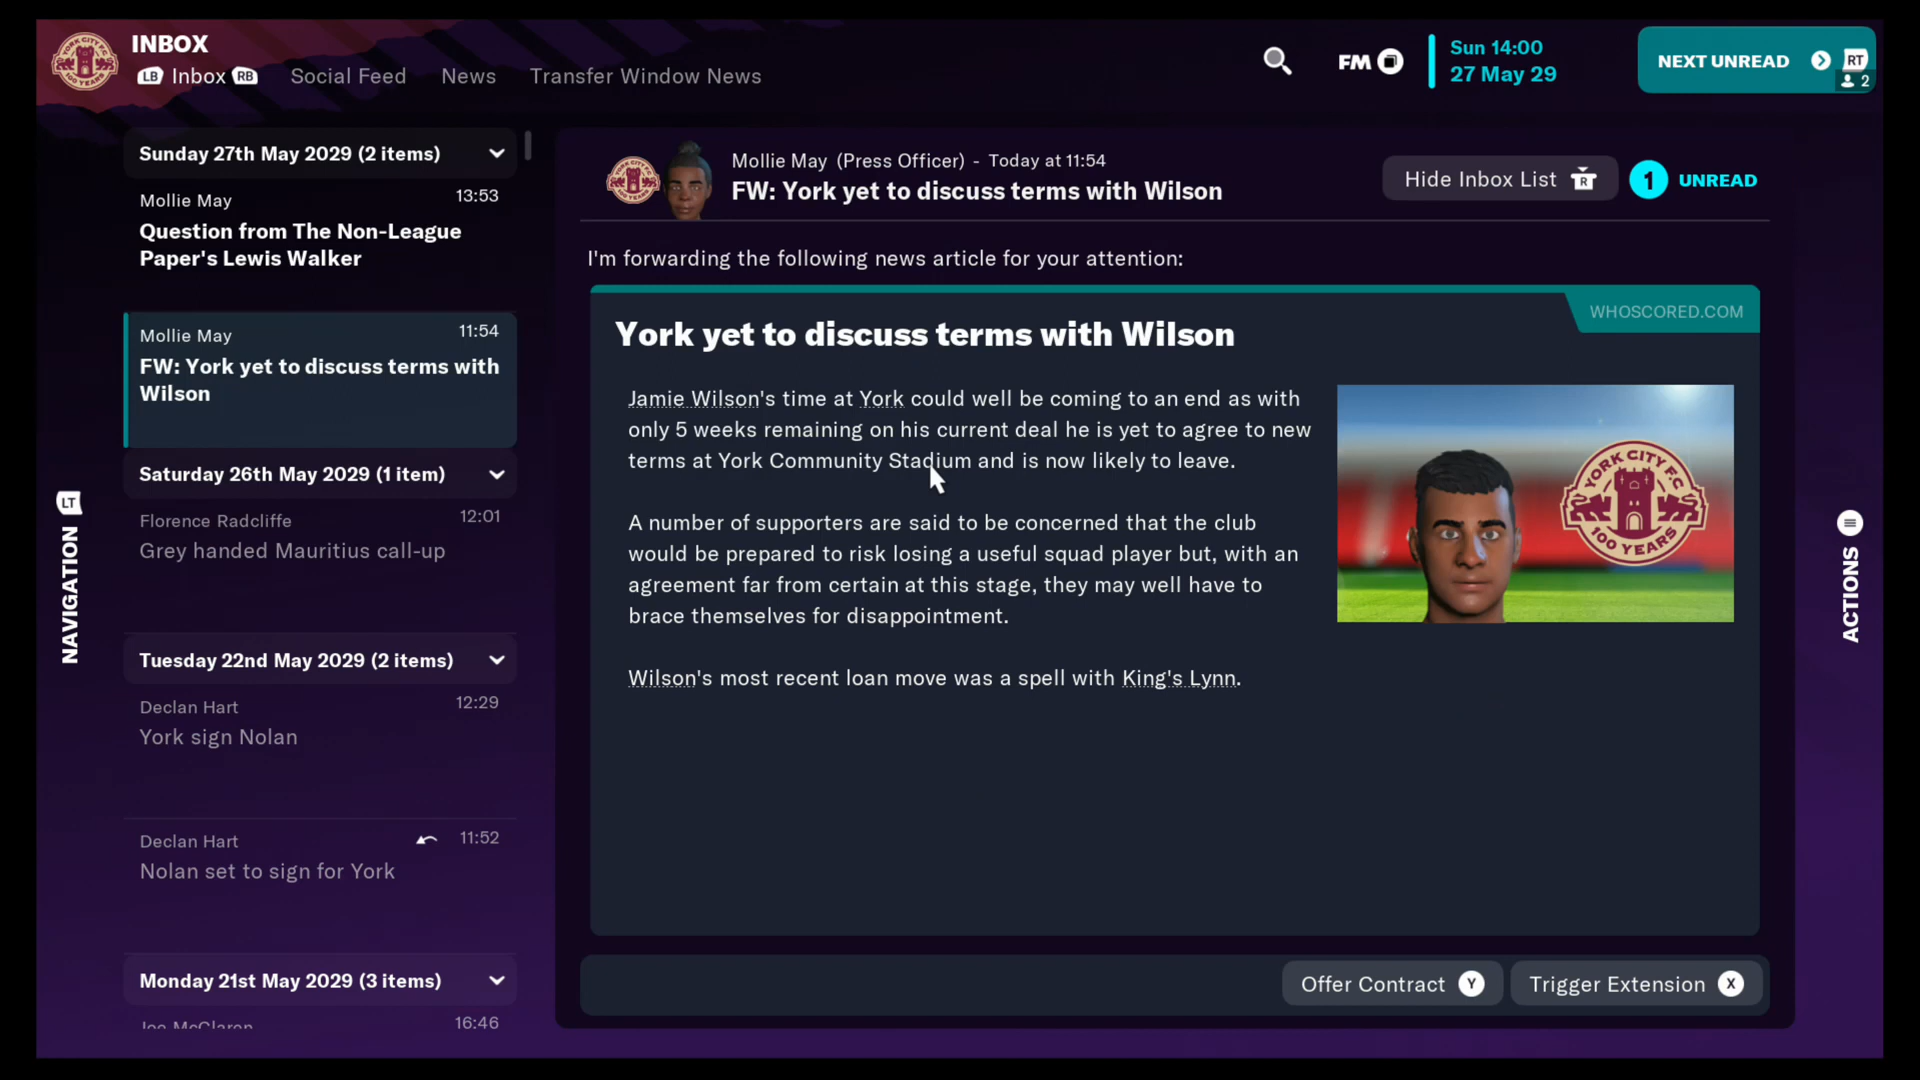 INBOX
LB Inbox RB Social Feed News Transfer Window News
FM
Sun 14:00
27 May 29
NEXT UNREAD RT
2
YORK CITY F.C.
100 YEARS
NAVIGATION LT
Sunday 27th May 2029 (2 items)
Mollie May 13:53
Question from The Non-League
Paper's Lewis Walker
Mollie May 11:54
FW: York yet to discuss terms with
Wilson
Saturday 26th May 2029 (1 item)
Florence Radcliffe 12:01
Grey handed Mauritius call-up
Tuesday 22nd May 2029 (2 items)
Declan Hart 12:29
York sign Nolan
Declan Hart 11:52
Nolan set to sign for York
Monday 21st May 2029 (3 items)
Joe McClaren 16:46
YORK CITY F.C.
Mollie May (Press Officer) - Today at 11:54
FW: York yet to discuss terms with Wilson
Hide Inbox List R
1 UNREAD
I'm forwarding the following news article for your attention:
WHOSCORED.COM
York yet to discuss terms with Wilson
Jamie Wilson's time at York could well be coming to an end as with
only 5 weeks remaining on his current deal he is yet to agree to new
terms at York Community Stadium and is now likely to leave.
A number of supporters are said to be concerned that the club
would be prepared to risk losing a useful squad player but, with an
agreement far from certain at this stage, they may well have to
brace themselves for disappointment.
Wilson's most recent loan move was a spell with King's Lynn.
YORK CITY F.C.
100 YEARS
Offer Contract Y
Trigger Extension X
ACTIONS